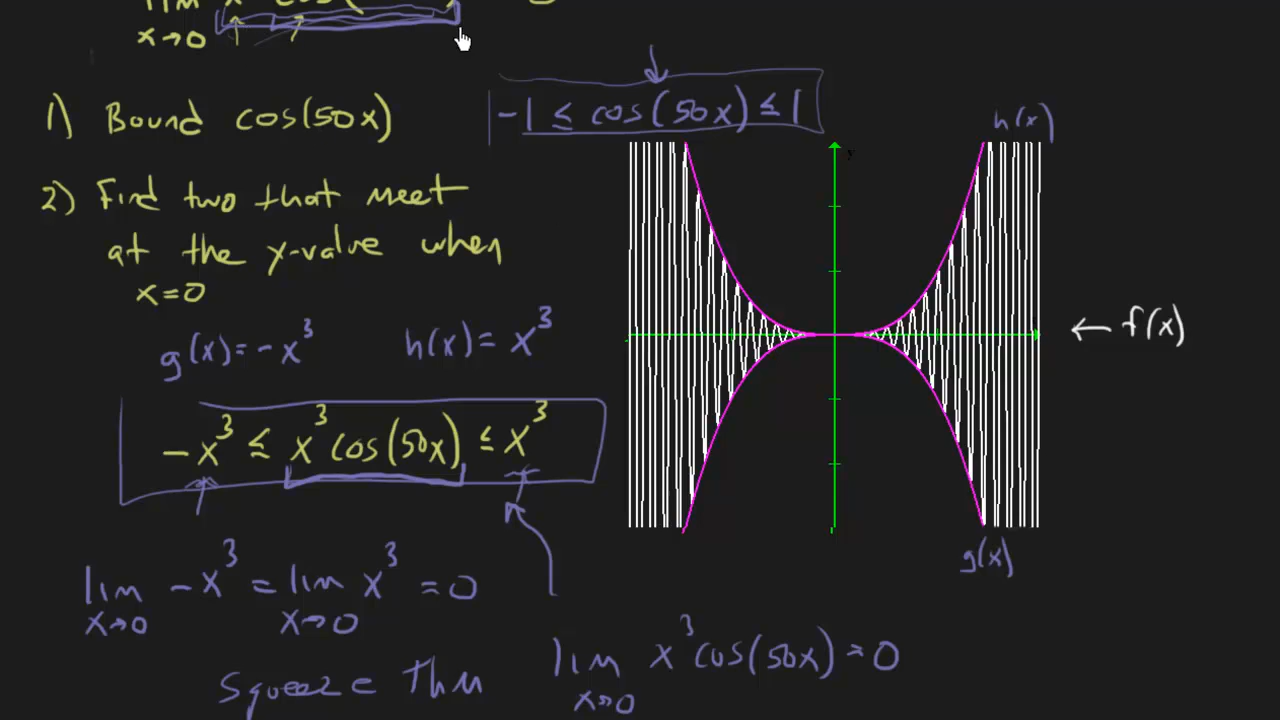 lim
x→0
1) Bound cos(50x)
-1 ≤ cos(50x) ≤ 1
h(x)
y
2) Find two that meet
at the y-value when
x=0
g(x)=-x³ h(x)=x³
← f(x)
-x³ ≤ x³cos(50x) ≤ x³
g(x)
lim -x³ = lim x³ = 0
x→0 x→0
lim x³cos(50x) = 0
x→0
Squeeze Thm